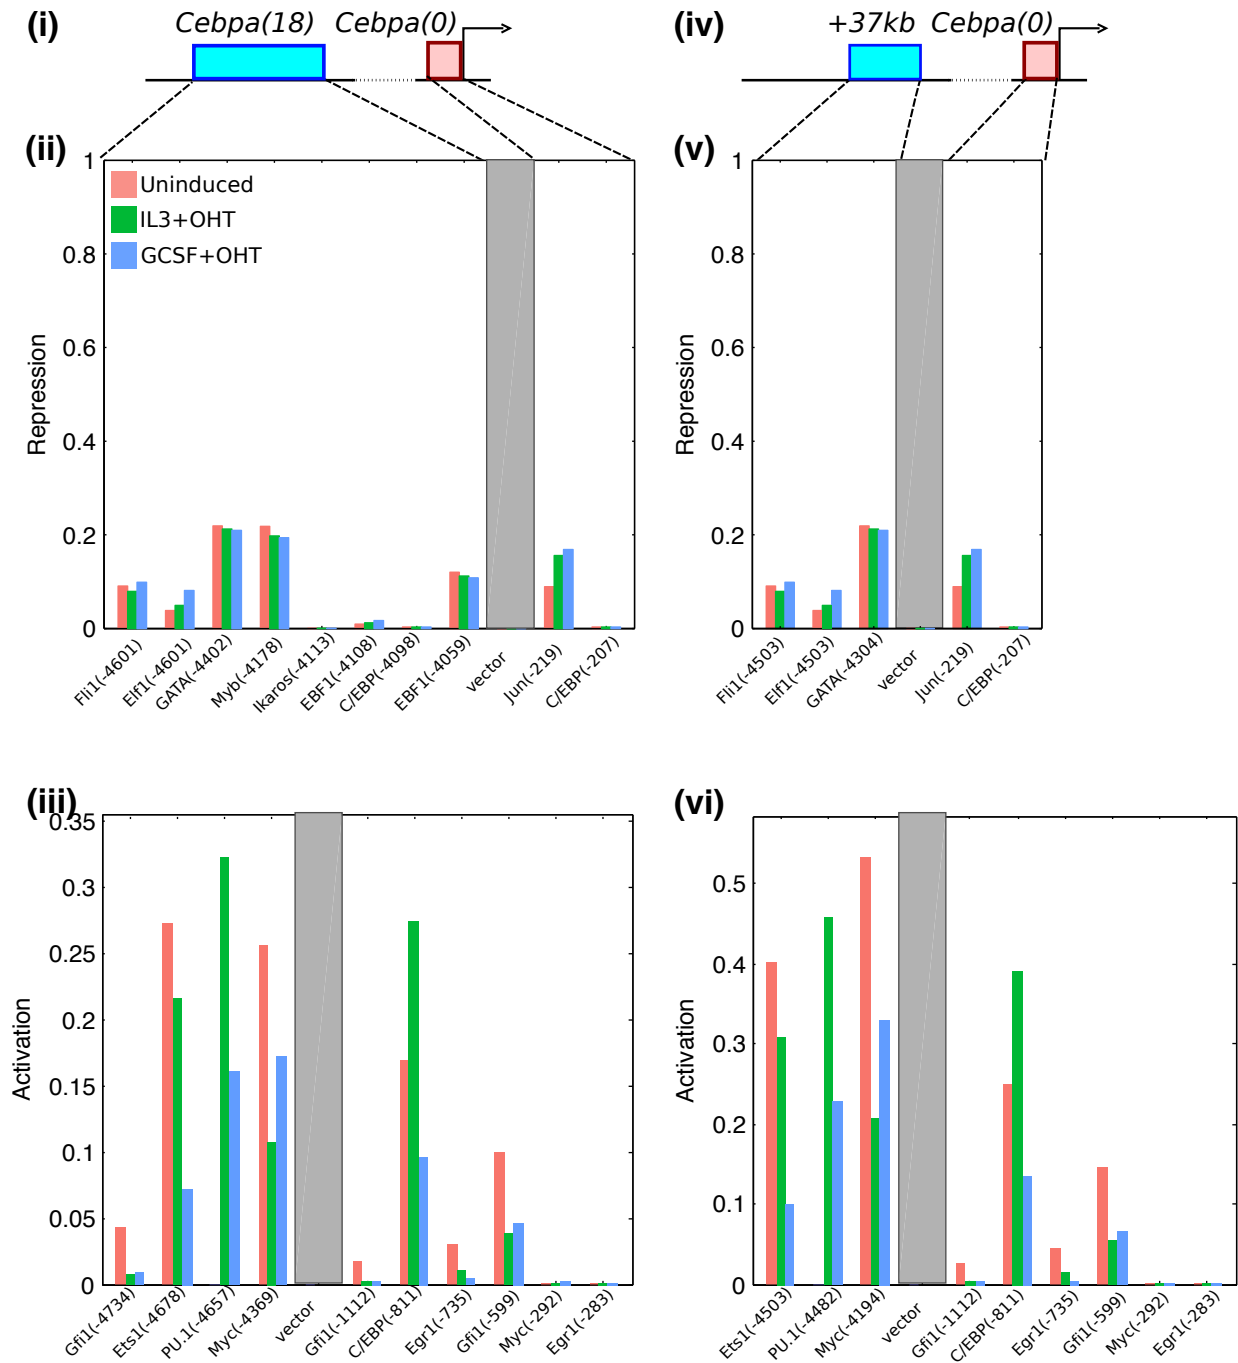 (i) Cebpa(18) Cebpa(0)
(iv) +37kb Cebpa(0)
(ii)
Uninduced
IL3+OHT
GCSF+OHT
1
0.8
0.6
0.4
0.2
0
Repression
Fli1(-4601) Elf1(-4601) GATA(-4402) Myb(-4178) Ikaros(-4113) EBF1(-4108) C/EBP(-4098) EBF1(-4059) vector Jun(-219) C/EBP(-207)
(v)
1
0.8
0.6
0.4
0.2
0
Repression
Fli1(-4503) Elf1(-4503) GATA(-4304) vector Jun(-219) C/EBP(-207)
(iii)
0.35
0.3
0.25
0.2
0.15
0.1
0.05
0
Activation
Gfi1(-4734) Ets1(-4678) PU.1(-4657) Myc(-4369) vector Gfi1(-1112) C/EBP(-811) Egr1(-735) Gfi1(-599) Myc(-292) Egr1(-283)
(vi)
0.5
0.4
0.3
0.2
0.1
0
Activation
Ets1(-4503) PU.1(-4482) Myc(-4194) vector Gfi1(-1112) C/EBP(-811) Egr1(-735) Gfi1(-599) Myc(-292) Egr1(-283)